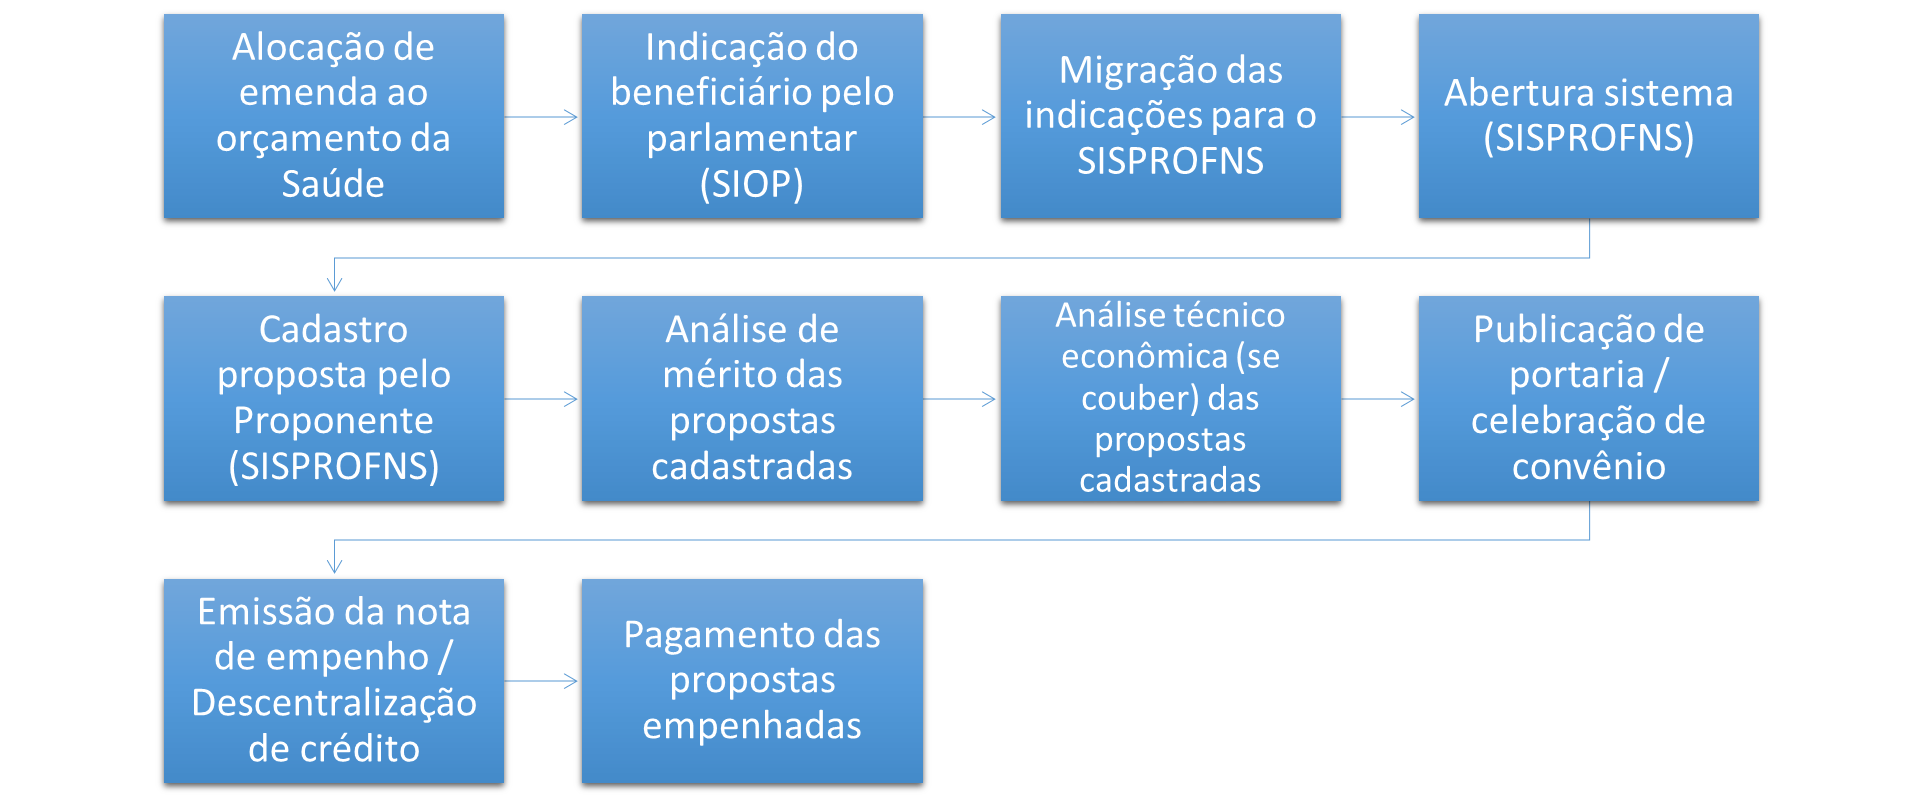 Alocação de
emenda ao
orçamento da
Saúde
Indicação do
beneficiário pelo
parlamentar
(SIOP)
Migração das
indicações para o
SISPROFNS
Abertura sistema
(SISPROFNS)
Cadastro
proposta pelo
Proponente
(SISPROFNS)
Análise de
mérito das
propostas
cadastradas
Análise técnico
econômica (se
couber) das
propostas
cadastradas
Publicação de
portaria /
celebração de
convênio
Emissão da nota
de empenho /
Descentralização
de crédito
Pagamento das
propostas
empenhadas